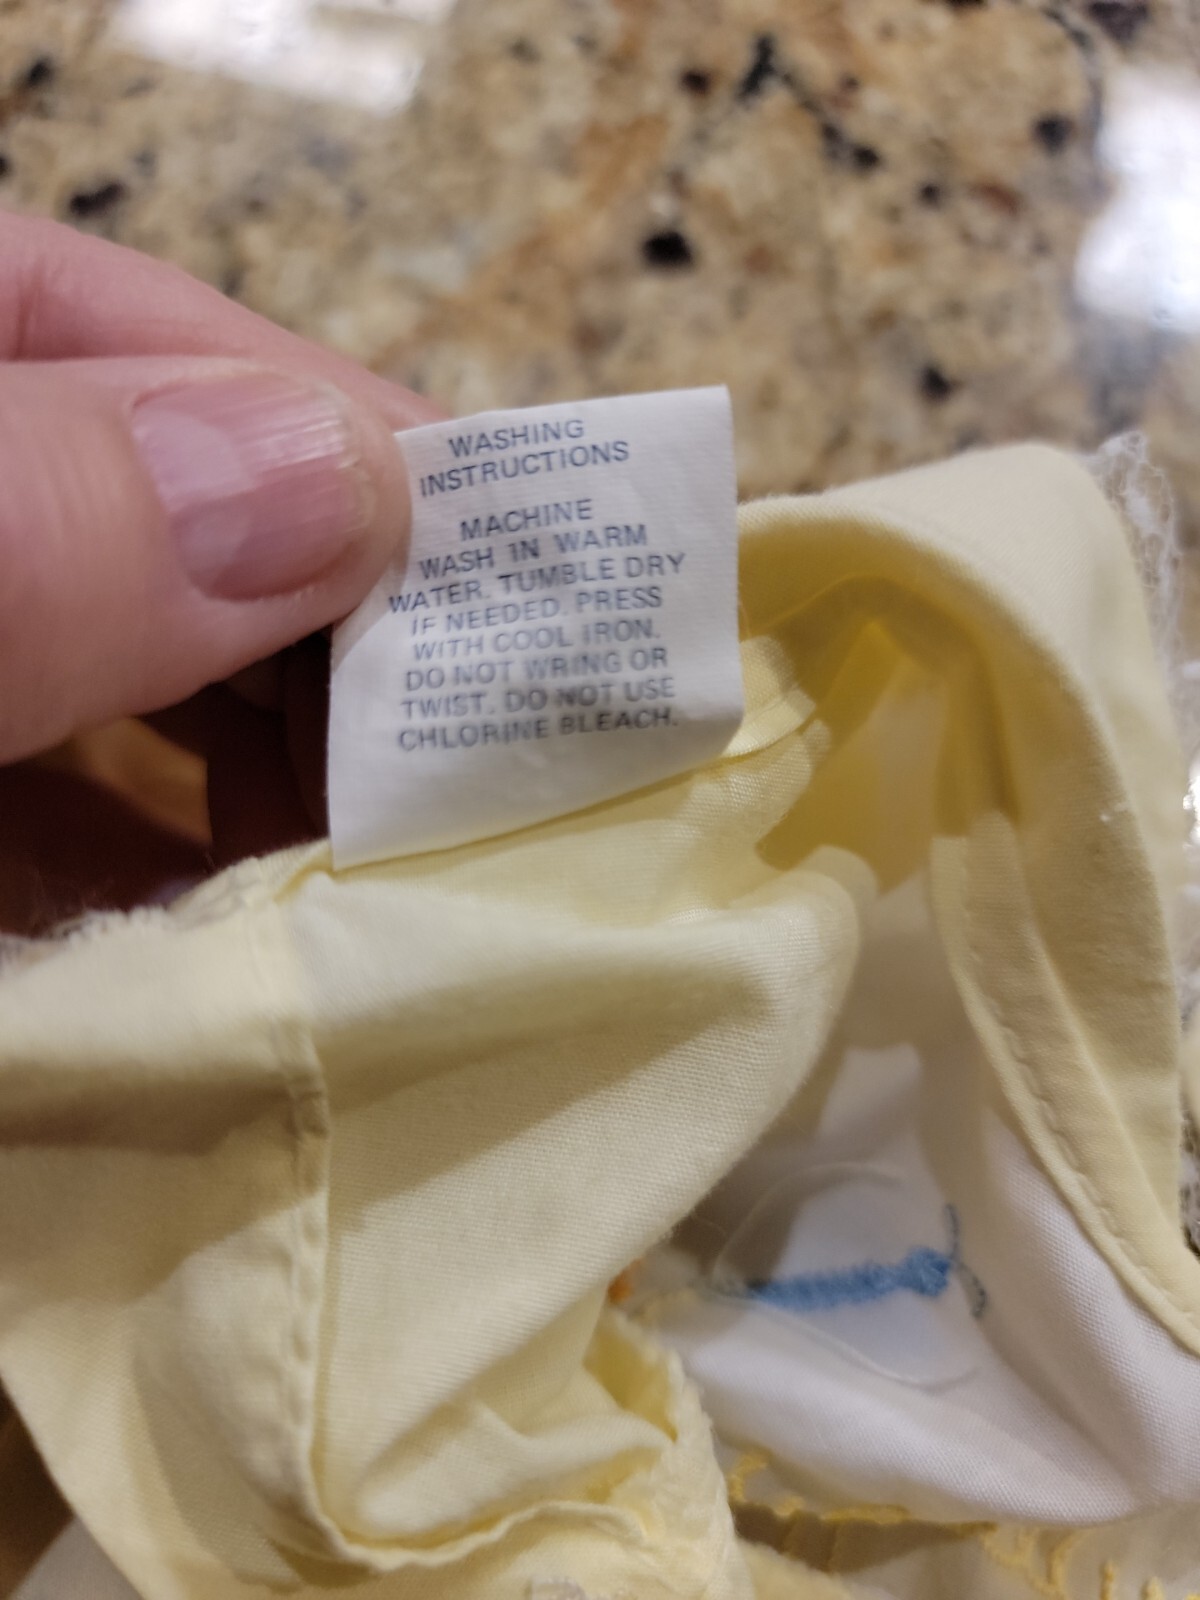 WASHING
INSTRUCTIONS
MACHINE
WASH IN WARM
WATER. TUMBLE DRY
IF NEEDED. PRESS
WITH COOL IRON.
DO NOT WRING OR
TWIST. DO NOT USE
CHLORINE BLEACH.